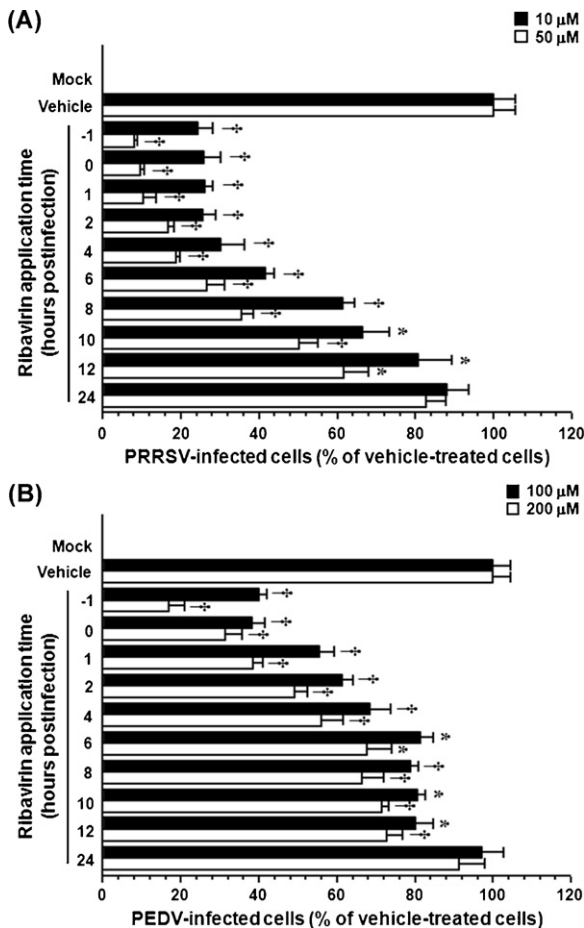 (A)
10 μM
50 μM
Mock
Vehicle
-1
0
1
2
4
6
8
10
12
24
Ribavirin application time
(hours postinfection)
* 
*
*
0 20 40 60 80 100 120
PRRSV-infected cells (% of vehicle-treated cells)
(B)
100 μM
200 μM
Mock
Vehicle
-1
0
1
2
4
6
8
10
12
24
Ribavirin application time
(hours postinfection)
*
*
*
*
0 20 40 60 80 100 120
PEDV-infected cells (% of vehicle-treated cells)